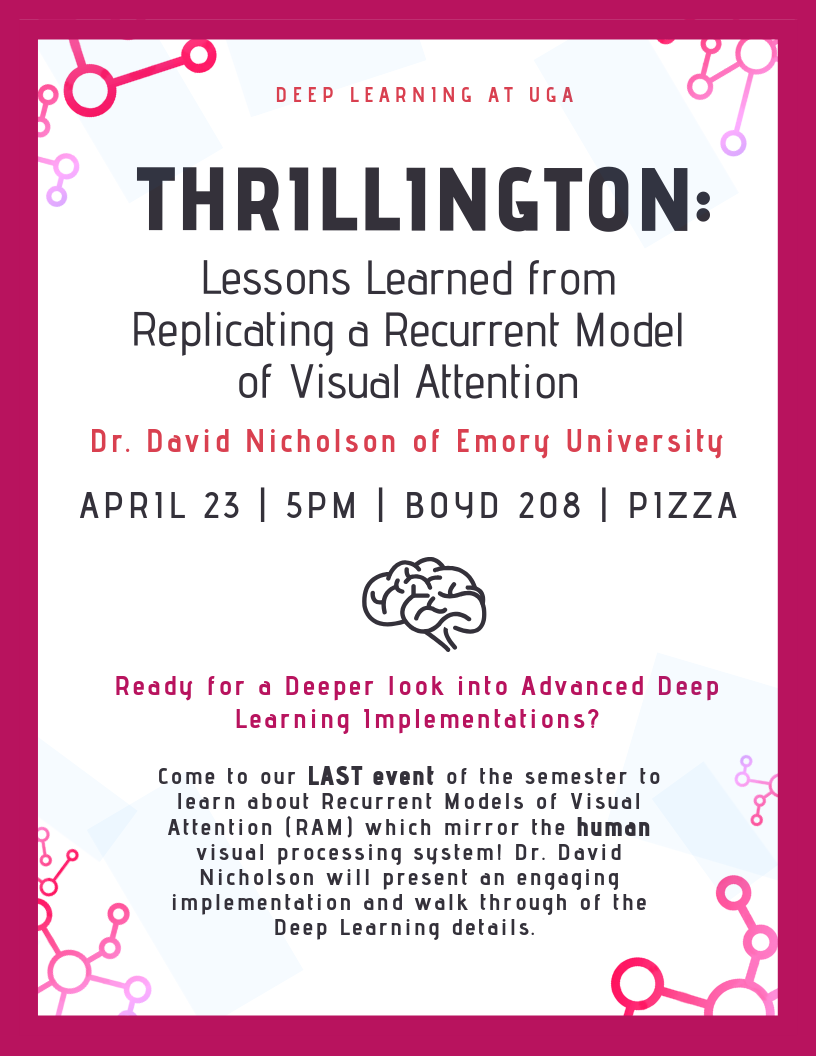 DEEP LEARNING AT UGA
THRILLINGTON:
Lessons Learned from
Replicating a Recurrent Model
of Visual Attention
Dr. David Nicholson of Emory University
APRIL 23 | 5PM | BOYD 208 | PIZZA
Ready for a Deeper look into Advanced Deep
Learning Implementations?
Come to our LAST event of the semester to
learn about Recurrent Models of Visual
Attention (RAM) which mirror the human
visual processing system! Dr. David
Nicholson will present an engaging
implementation and walk through of the
Deep Learning details.